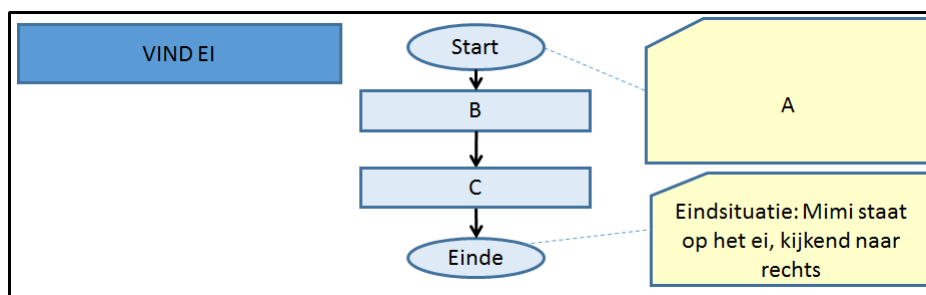 VIND EI
Start
A
B
C
Eindsituatie: Mimi staat
op het ei, kijkend naar
rechts
Einde